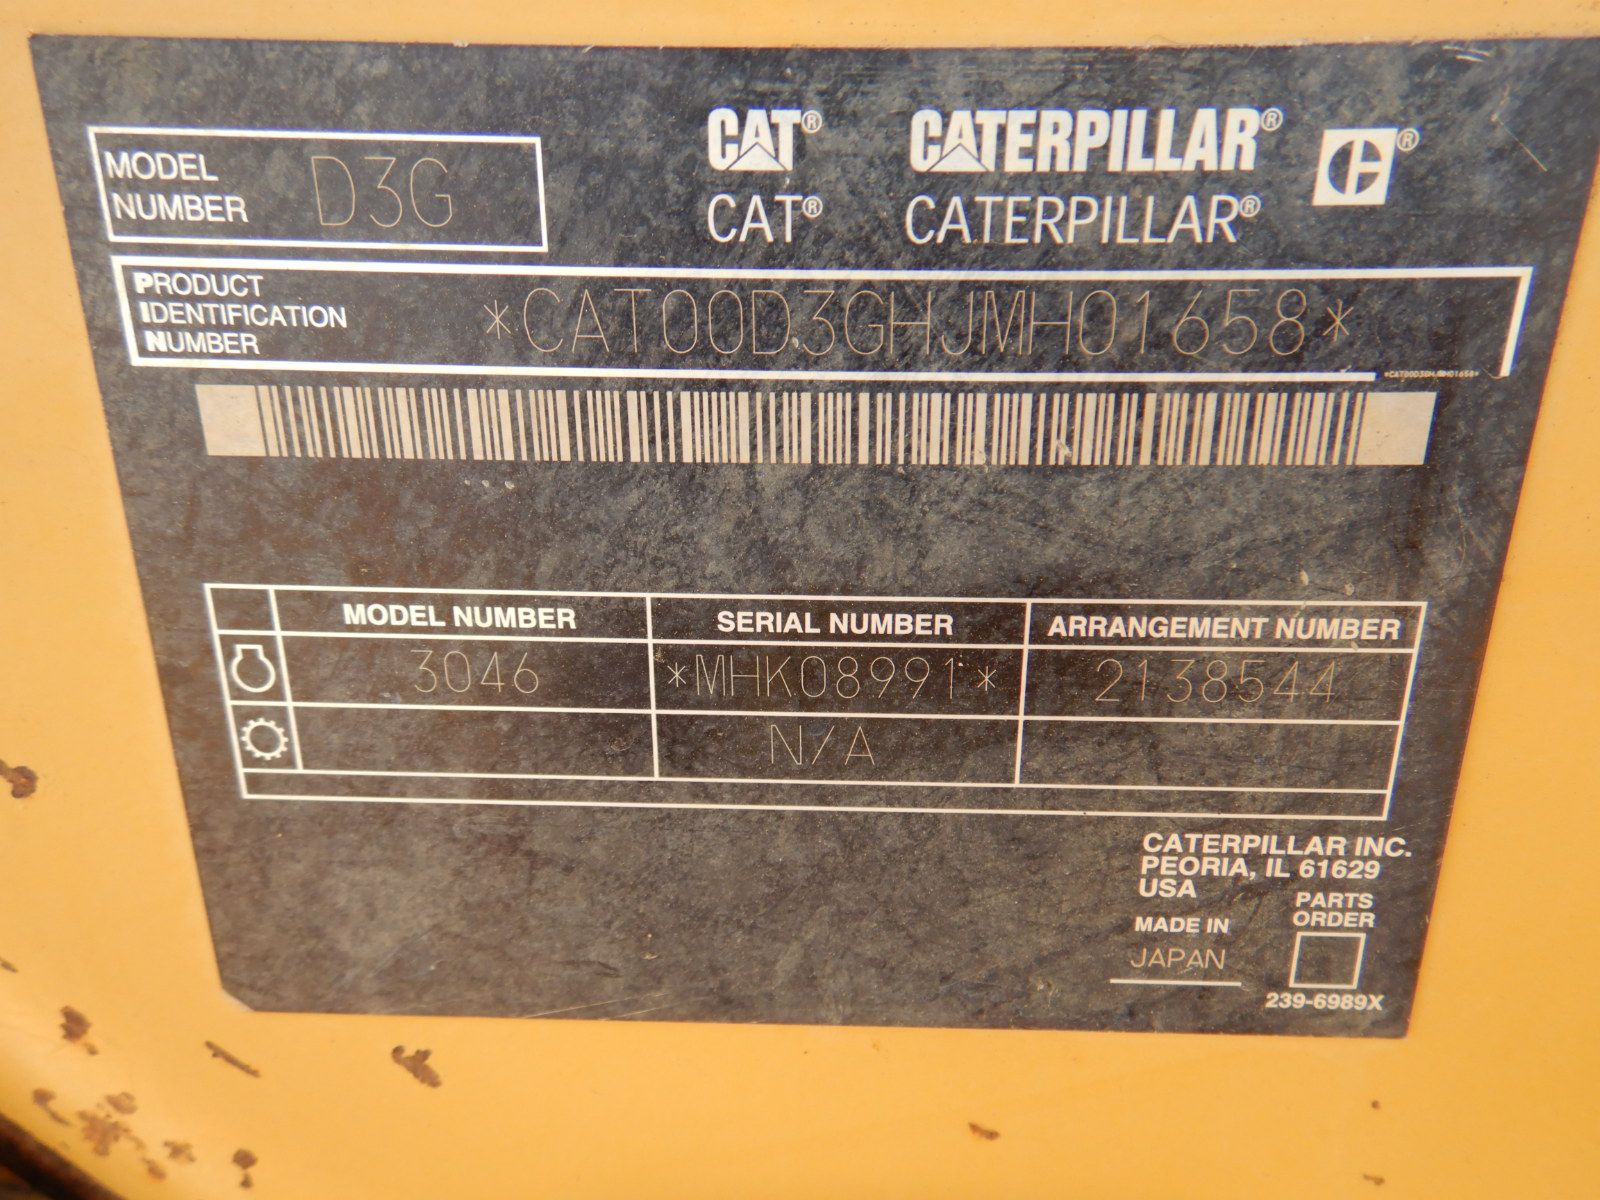 MODEL NUMBER D3G
CAT® CATERPILLAR® ®
CAT® CATERPILLAR®
PRODUCT IDENTIFICATION NUMBER *CAT00D3GHJMH01658*
*CAT00D3GHJMH01658*
MODEL NUMBER SERIAL NUMBER ARRANGEMENT NUMBER
3046 *MHK08991* 2138544
N/A
CATERPILLAR INC.
PEORIA, IL 61629
USA
PARTS ORDER
MADE IN
JAPAN
239-6989X